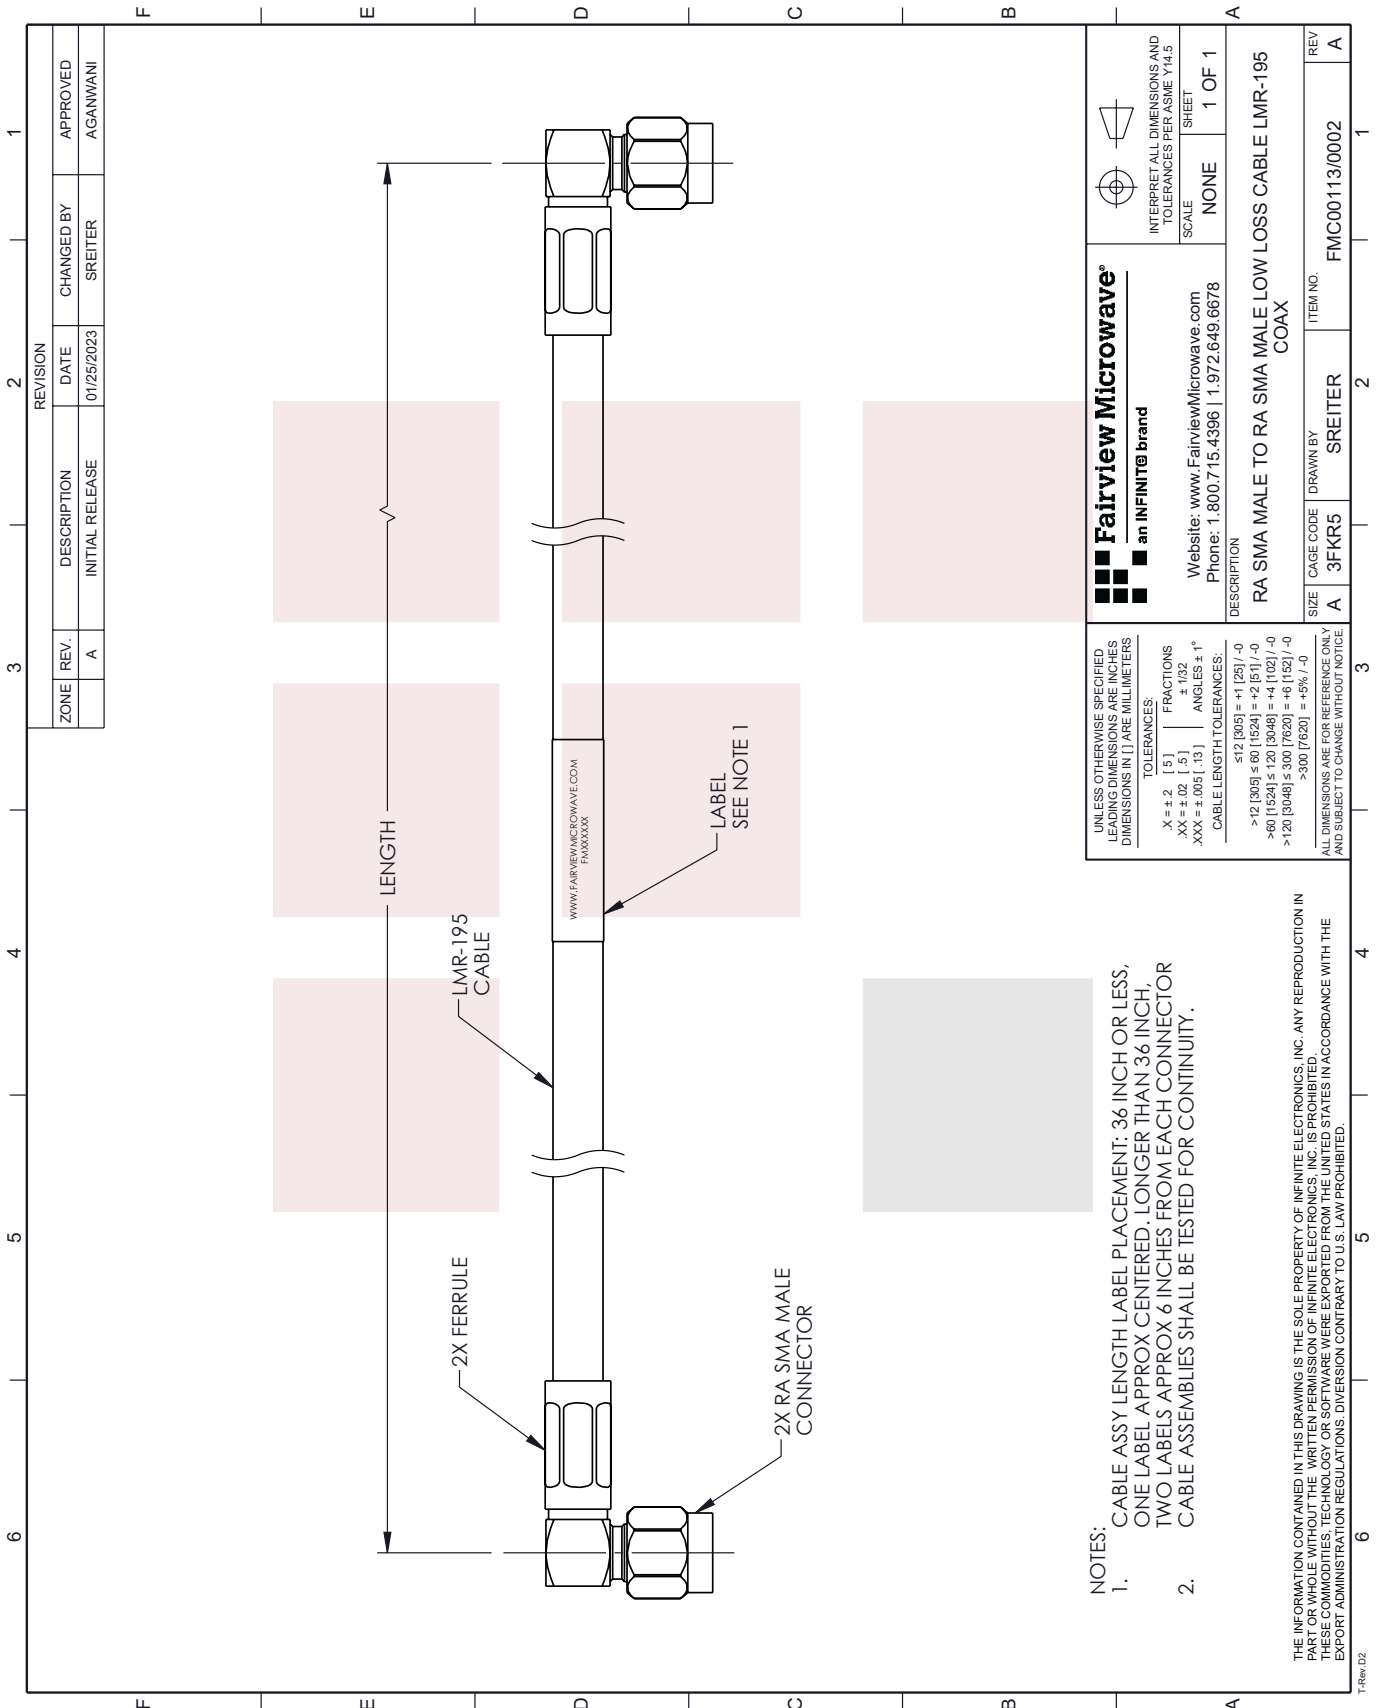 6
5
4
3
2
1
F
E
D
C
B
A
F
E
D
C
B
A
REVISION
ZONE REV. DESCRIPTION DATE CHANGED BY APPROVED
A INITIAL RELEASE 01/25/2023 SREITER AGANWANI
LENGTH
2X FERRULE
LMR-195
CABLE
WWW.FAIRVIEWMICROWAVE.COM
FMXXXXXX
LABEL
SEE NOTE 1
2X RA SMA MALE
CONNECTOR
NOTES:
1. CABLE ASSY LENGTH LABEL PLACEMENT: 36 INCH OR LESS,
ONE LABEL APPROX CENTERED. LONGER THAN 36 INCH,
TWO LABELS APPROX 6 INCHES FROM EACH CONNECTOR
2. CABLE ASSEMBLIES SHALL BE TESTED FOR CONTINUITY.
THE INFORMATION CONTAINED IN THIS DRAWING IS THE SOLE PROPERTY OF INFINITE ELECTRONICS, INC. ANY REPRODUCTION IN
PART OR WHOLE WITHOUT THE WRITTEN PERMISSION OF INFINITE ELECTRONICS, INC. IS PROHIBITED.
THESE COMMODITIES, TECHNOLOGY OR SOFTWARE WERE EXPORTED FROM THE UNITED STATES IN ACCORDANCE WITH THE
EXPORT ADMINISTRATION REGULATIONS. DIVERSION CONTRARY TO U.S. LAW PROHIBITED.
UNLESS OTHERWISE SPECIFIED
LEADING DIMENSIONS ARE INCHES
DIMENSIONS IN [ ] ARE MILLIMETERS
TOLERANCES:
.X = ± .2 [ 5 ] FRACTIONS
.XX = ± .02 [ .5 ] ± 1/32
.XXX = ± .005 [ .13 ] ANGLES ± 1°
CABLE LENGTH TOLERANCES:
≤12 [305] = +1 [25] / -0
>12 [305] ≤ 60 [1524] = +2 [51] / -0
>60 [1524] ≤ 120 [3048] = +4 [102] / -0
>120 [3048] ≤ 300 [7620] = +6 [152] / -0
>300 [7620] = +5% / -0
ALL DIMENSIONS ARE FOR REFERENCE ONLY
AND SUBJECT TO CHANGE WITHOUT NOTICE.
Fairview Microwave®
an INFINIT@ brand
Website: www.FairviewMicrowave.com
Phone: 1.800.715.4396 | 1.972.649.6678
INTERPRET ALL DIMENSIONS AND
TOLERANCES PER ASME Y14.5
SCALE SHEET
NONE 1 OF 1
DESCRIPTION
RA SMA MALE TO RA SMA MALE LOW LOSS CABLE LMR-195
COAX
SIZE CAGE CODE DRAWN BY ITEM NO. REV
A 3FKR5 SREITER FMC00113/0002 A
6
5
4
3
2
1
T-Rev.D2